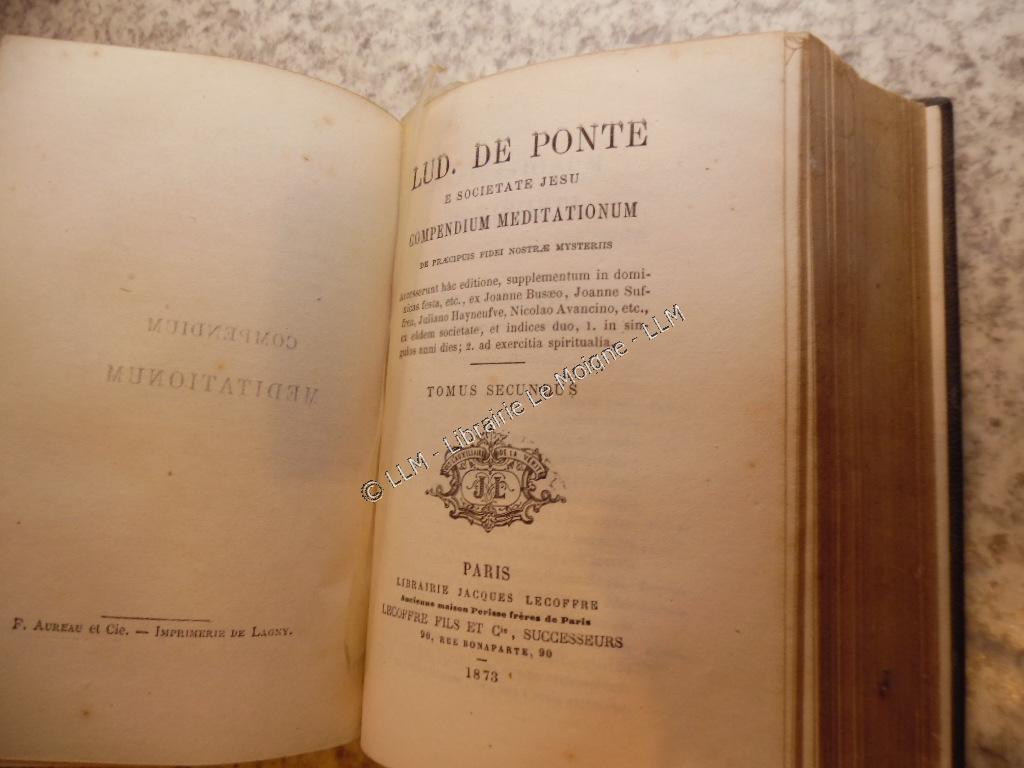 COMPENDIUM
MEDITATIONUM
F. AUREAU et Cie. — IMPRIMERIE DE LAGNY.
LUD. DE PONTE
E SOCIETATE JESU
COMPENDIUM MEDITATIONUM
DE PRÆCIPUIS FIDEI NOSTRÆ MYSTERIIS
Accesserunt hâc editione, supplementum in domi-
nicas festa, etc., ex Joanne Busæo, Joanne Suf-
fren, Juliano Hayneufve, Nicolao Avancino, etc.,
ex eâdem societate, et indices duo, 1. in sin-
gulos anni dies; 2. ad exercitia spiritualia.
TOMUS SECUNDUS
DE LA
JL
PARIS
LIBRAIRIE JACQUES LECOFFRE
Ancienne maison Perisse frères de Paris
LECOFFRE FILS ET Cie, SUCCESSEURS
90, RUE BONAPARTE, 90
1873
© LLM - Librairie Le Moigne - LLM